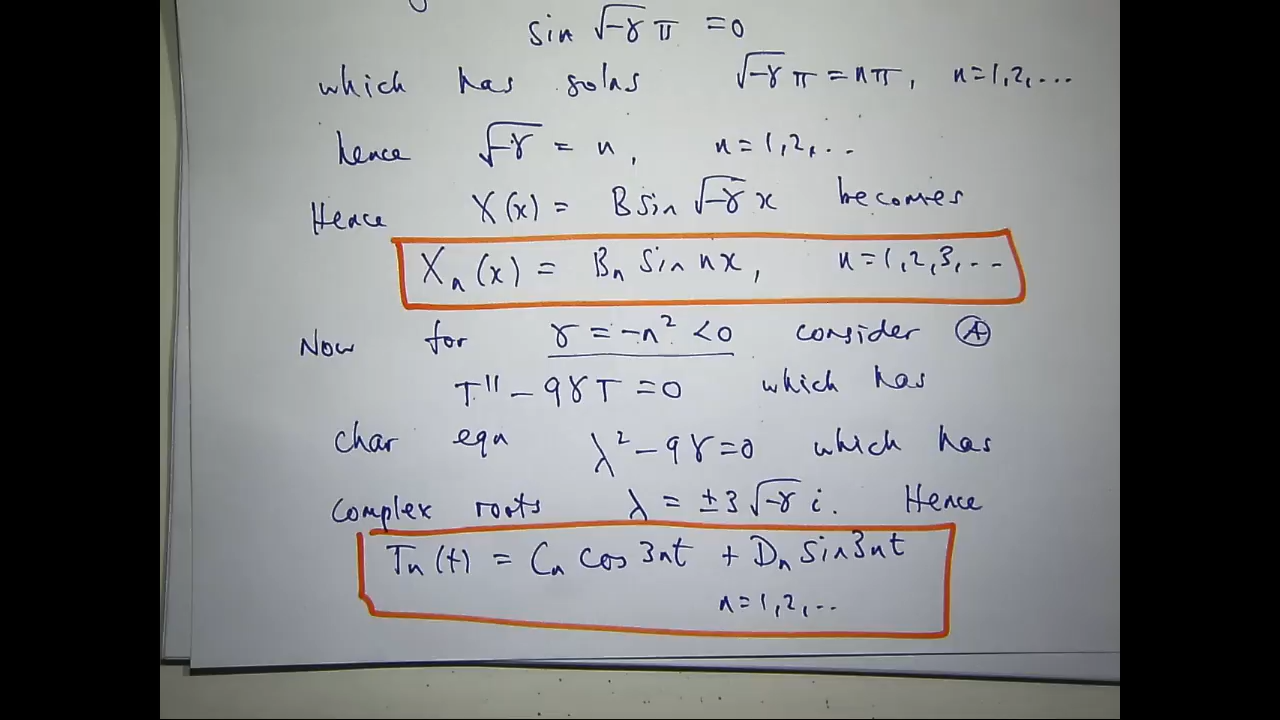 sin √-γ π = 0
which has solns √-γ π = nπ, n=1,2,...
hence √-γ = n, n=1,2,..
Hence X(x) = B sin √-γ x becomes
Xₙ(x) = Bₙ sin nx, n=1,2,3,..
Now for γ = -n² < 0 consider Ⓐ
T'' - 9γT = 0 which has
char eqn λ² - 9γ = 0 which has
complex roots λ = ±3√-γ i. Hence
Tₙ(t) = Cₙ cos 3nt + Dₙ sin 3nt
n=1,2,..